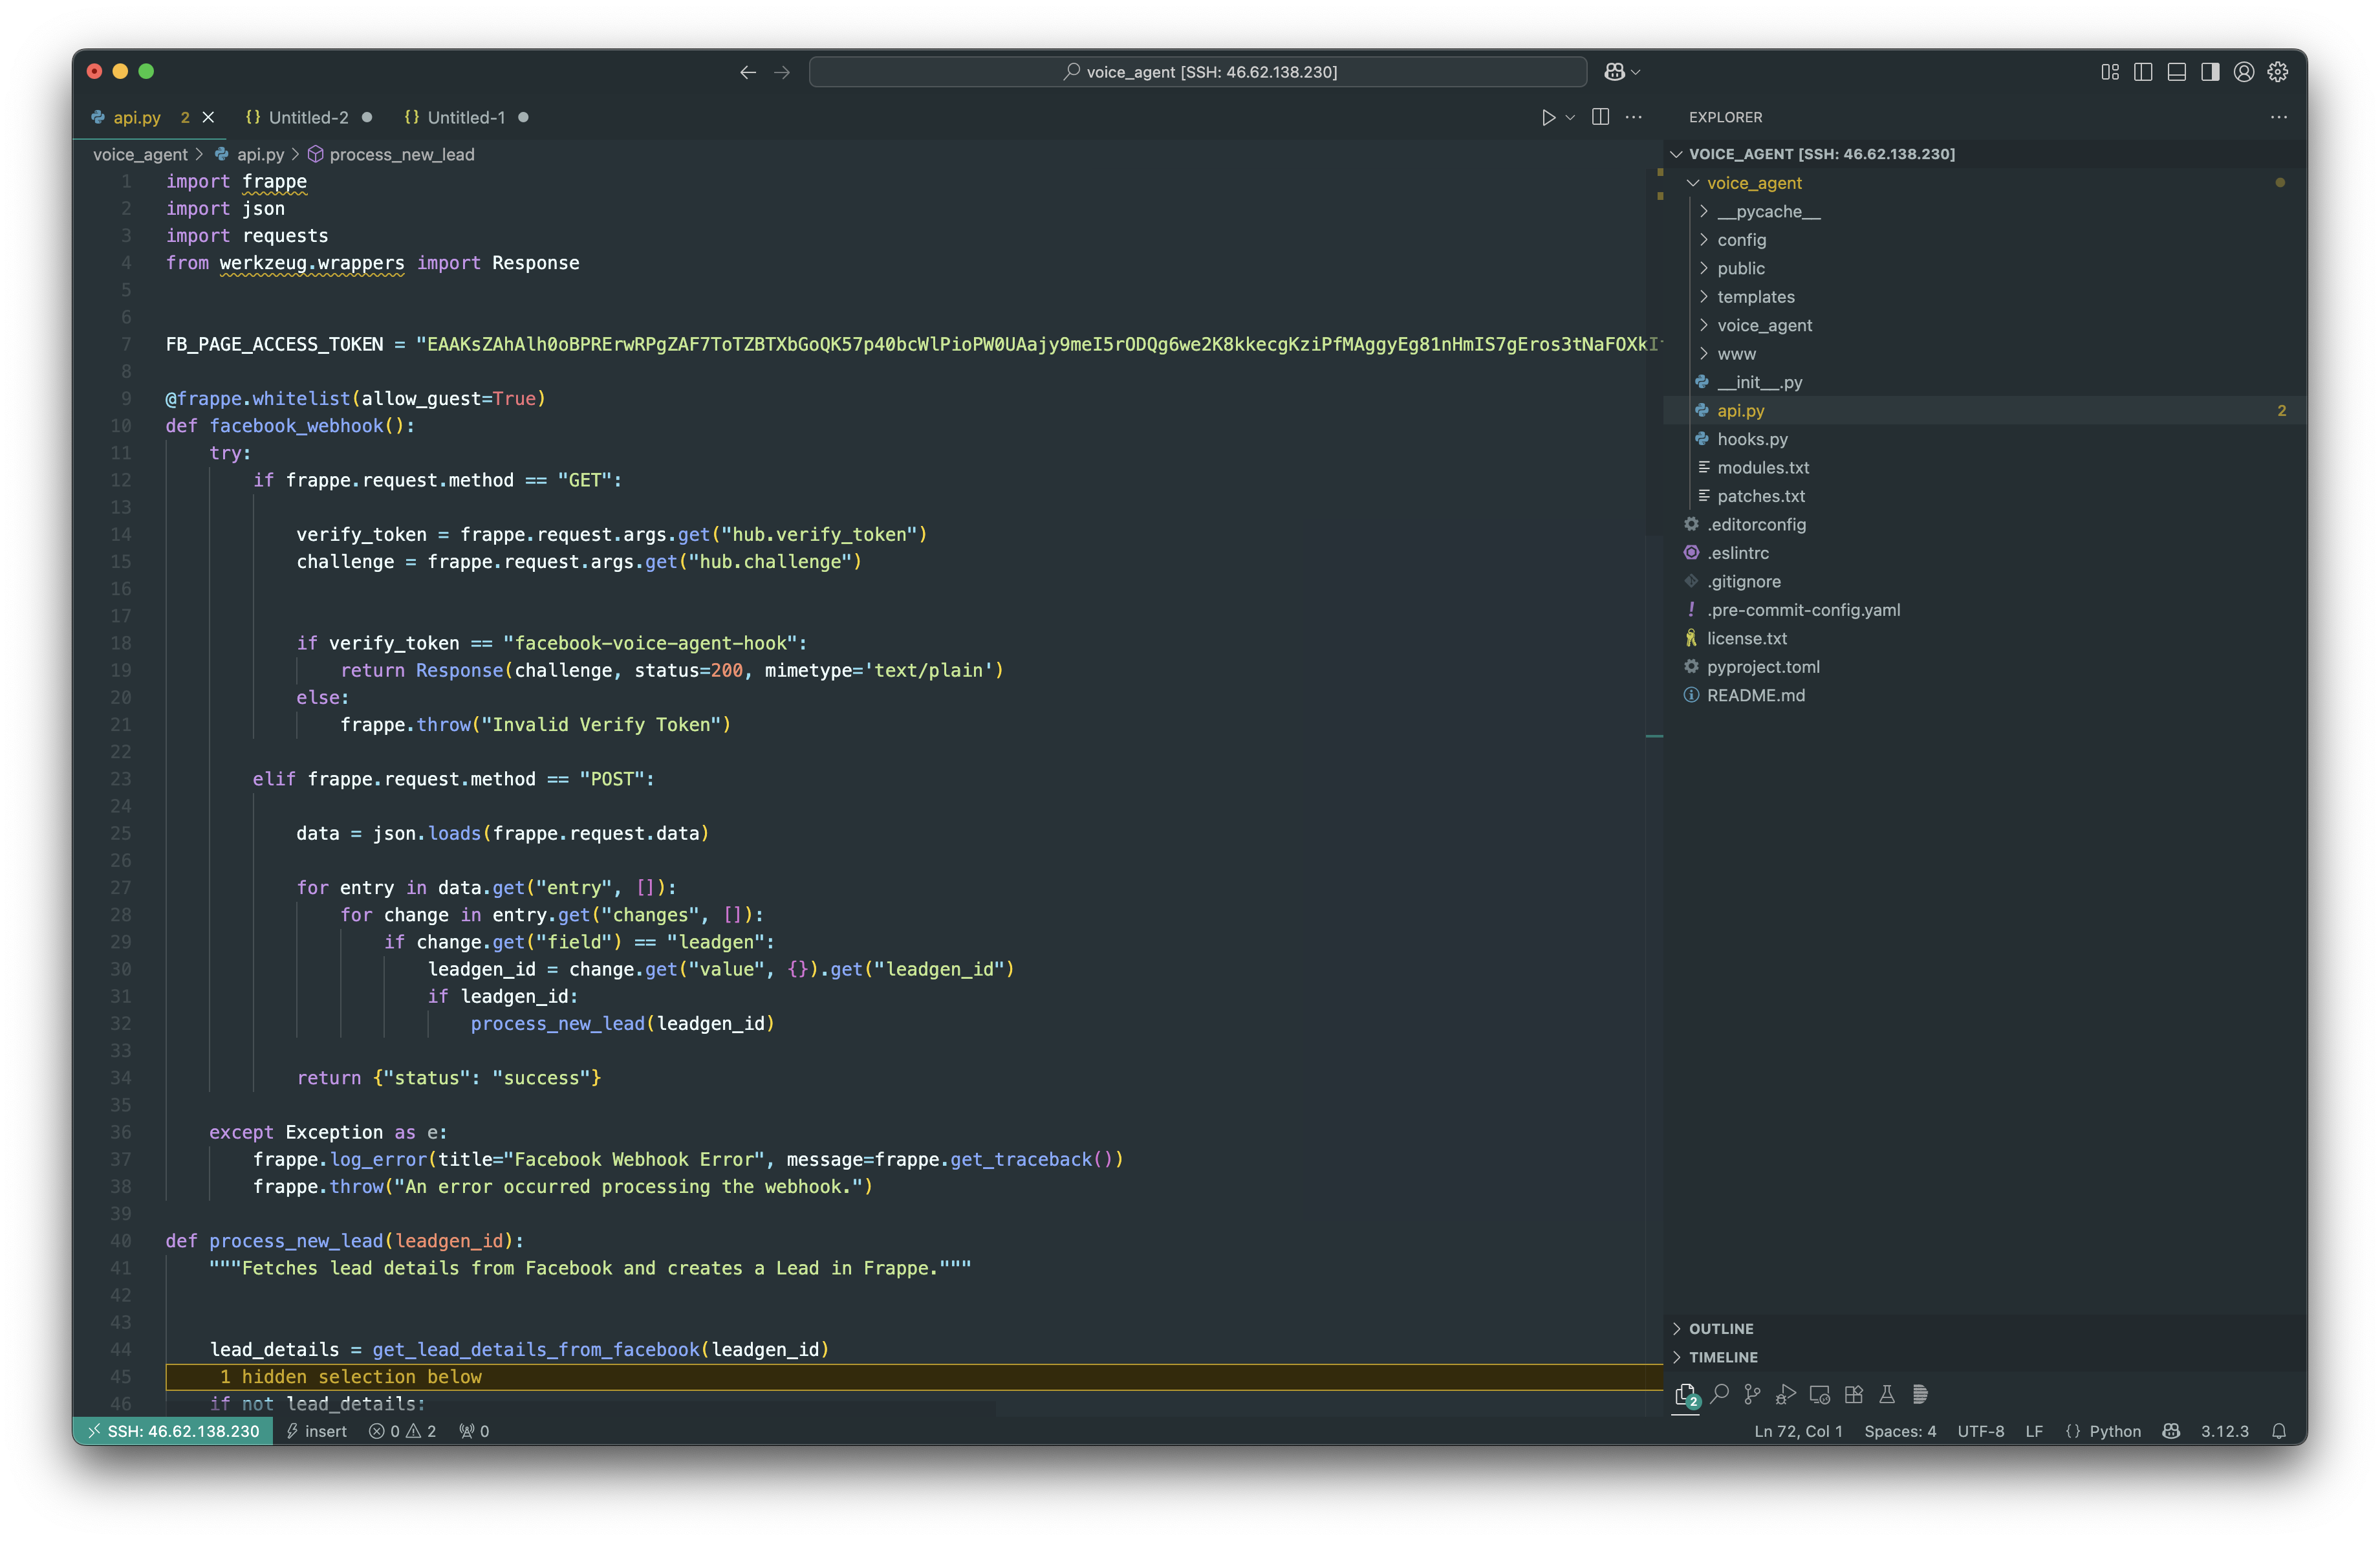 voice_agent [SSH: 46.62.138.230]
api.py 2
Untitled-2
Untitled-1
voice_agent > api.py > process_new_lead
1 import frappe
2 import json
3 import requests
4 from werkzeug.wrappers import Response
5
6
7 FB_PAGE_ACCESS_TOKEN = "EAAKsZAhAlh0oBPRErwRPgZAF7ToTZBTXbGoQK57p40bcWlPioPW0UAajy9meI5rODQg6we2K8kkecgKziPfMAggyEg81nHmIS7gEros3tNaFOXkI
8
9 @frappe.whitelist(allow_guest=True)
10 def facebook_webhook():
11     try:
12         if frappe.request.method == "GET":
13
14             verify_token = frappe.request.args.get("hub.verify_token")
15             challenge = frappe.request.args.get("hub.challenge")
16
17
18             if verify_token == "facebook-voice-agent-hook":
19                 return Response(challenge, status=200, mimetype='text/plain')
20             else:
21                 frappe.throw("Invalid Verify Token")
22
23         elif frappe.request.method == "POST":
24
25             data = json.loads(frappe.request.data)
26
27             for entry in data.get("entry", []):
28                 for change in entry.get("changes", []):
29                     if change.get("field") == "leadgen":
30                         leadgen_id = change.get("value", {}).get("leadgen_id")
31                         if leadgen_id:
32                             process_new_lead(leadgen_id)
33
34             return {"status": "success"}
35
36     except Exception as e:
37         frappe.log_error(title="Facebook Webhook Error", message=frappe.get_traceback())
38         frappe.throw("An error occurred processing the webhook.")
39
40 def process_new_lead(leadgen_id):
41     """Fetches lead details from Facebook and creates a Lead in Frappe."""
42
43
44     lead_details = get_lead_details_from_facebook(leadgen_id)
45     1 hidden selection below
46     if not lead_details:
EXPLORER
VOICE_AGENT [SSH: 46.62.138.230]
voice_agent
__pycache__
config
public
templates
voice_agent
www
__init__.py
api.py 2
hooks.py
modules.txt
patches.txt
.editorconfig
.eslintrc
.gitignore
.pre-commit-config.yaml
license.txt
pyproject.toml
README.md
OUTLINE
TIMELINE
2
SSH: 46.62.138.230 insert 0 2 0
Ln 72, Col 1 Spaces: 4 UTF-8 LF {} Python 3.12.3